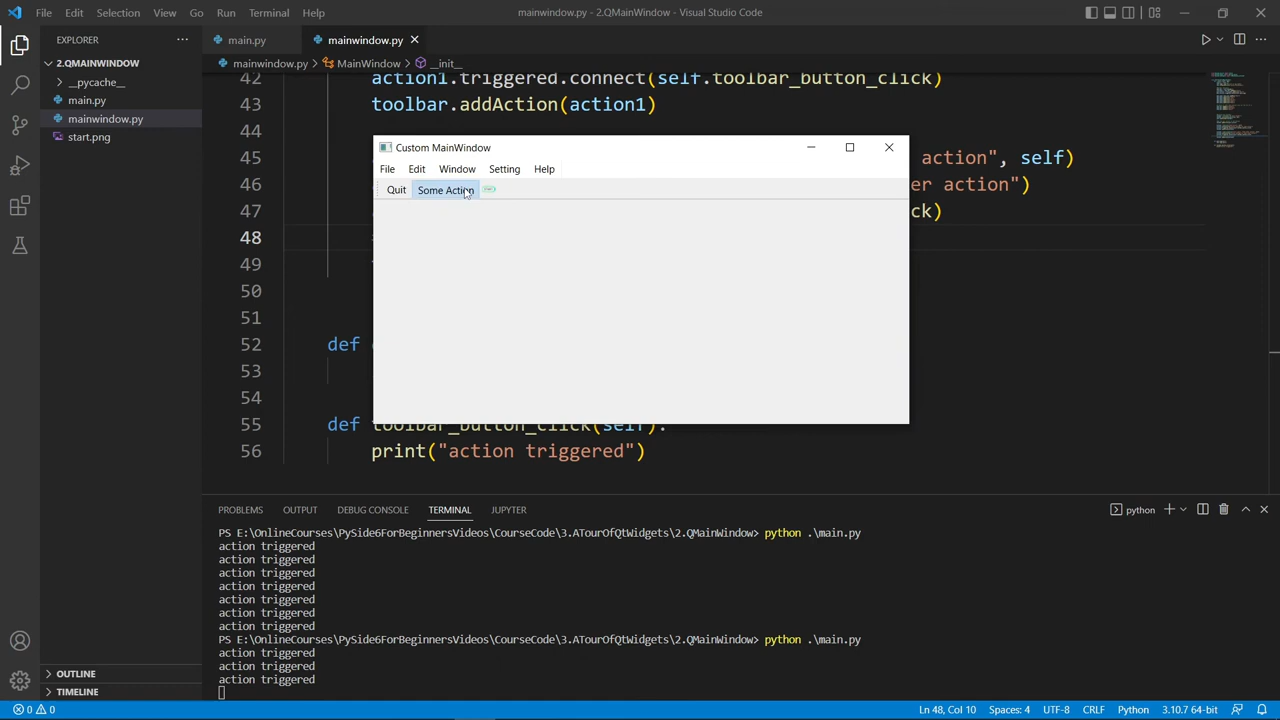 File Edit Selection View Go Run Terminal Help
mainwindow.py - 2.QMainWindow - Visual Studio Code
EXPLORER
main.py
mainwindow.py
2.QMAINWINDOW
mainwindow.py > MainWindow > __init__
__pycache__
main.py
mainwindow.py
start.png
42 action1.triggered.connect(self.toolbar_button_click)
43 toolbar.addAction(action1)
44
45 action", self)
46 er action")
47 ck)
48
49
50
51
52 def
53
54
55 def toolbar_button_click(self):
56 print("action triggered")
Custom MainWindow
File Edit Window Setting Help
Quit Some Action
PROBLEMS OUTPUT DEBUG CONSOLE TERMINAL JUPYTER
python
PS E:\OnlineCourses\PySide6ForBeginnersVideos\CourseCode\3.ATourOfQtWidgets\2.QMainWindow> python .\main.py
action triggered
action triggered
action triggered
action triggered
action triggered
action triggered
action triggered
PS E:\OnlineCourses\PySide6ForBeginnersVideos\CourseCode\3.ATourOfQtWidgets\2.QMainWindow> python .\main.py
action triggered
action triggered
action triggered
OUTLINE
TIMELINE
0 0
Ln 48, Col 10 Spaces: 4 UTF-8 CRLF Python 3.10.7 64-bit